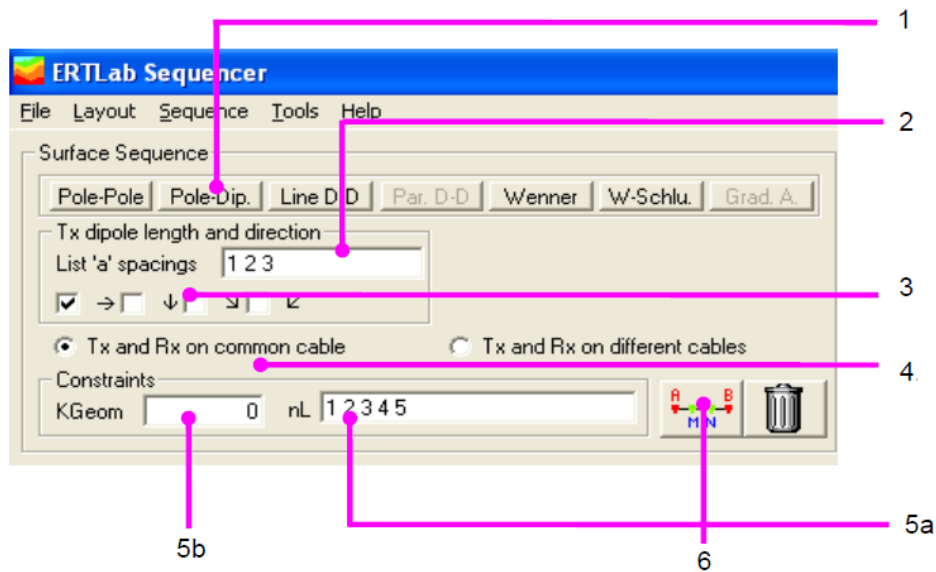 1
ERTLab Sequencer
File Layout Sequence Tools Help
2
Surface Sequence
Pole-Pole Pole-Dip. Line D-D Par. D-D Wenner W-Schlu. Grad. A.
Tx dipole length and direction
List 'a' spacings 1 2 3
3
Tx and Rx on common cable Tx and Rx on different cables
4.
Constraints
KGeom 0 nL 1 2 3 4 5
A B
M N
5a
5b
6